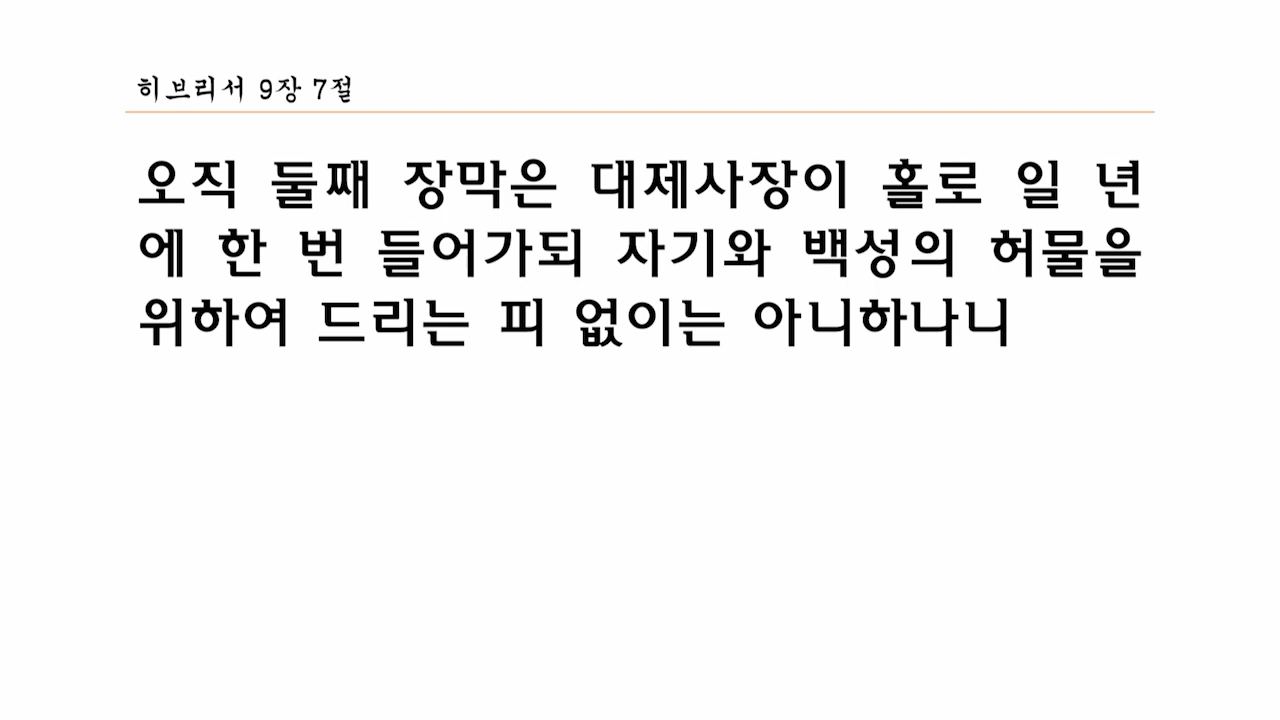 히브리서 9장 7절
오직 둘째 장막은 대제사장이 홀로 일 년
에 한 번 들어가되 자기와 백성의 허물을
위하여 드리는 피 없이는 아니하나니